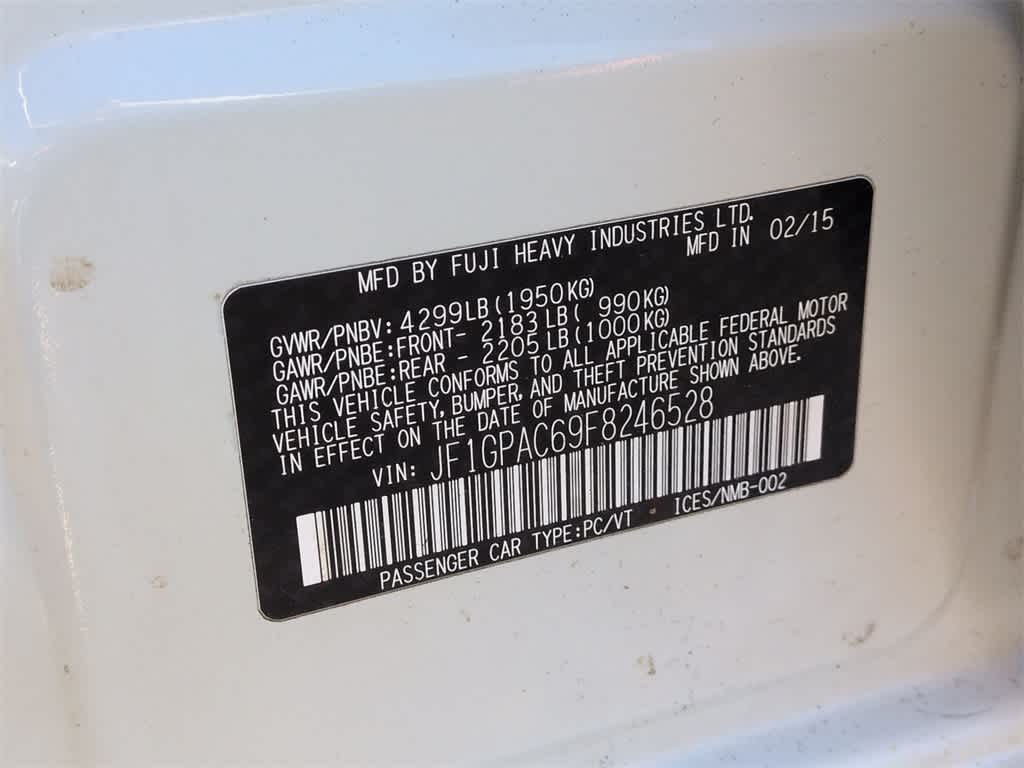 MFD BY FUJI HEAVY INDUSTRIES LTD.
MFD IN 02/15
GVWR/PNBV: 4299LB(1950KG)
GAWR/PNBE:FRONT- 2183LB( 990KG)
GAWR/PNBE:REAR - 2205LB(1000KG)
THIS VEHICLE CONFORMS TO ALL APPLICABLE FEDERAL MOTOR
VEHICLE SAFETY, BUMPER, AND THEFT PREVENTION STANDARDS
IN EFFECT ON THE DATE OF MANUFACTURE SHOWN ABOVE.
VIN: JF1GPAC69F8246528
PASSENGER CAR TYPE:PC/VT ICES/NMB-002